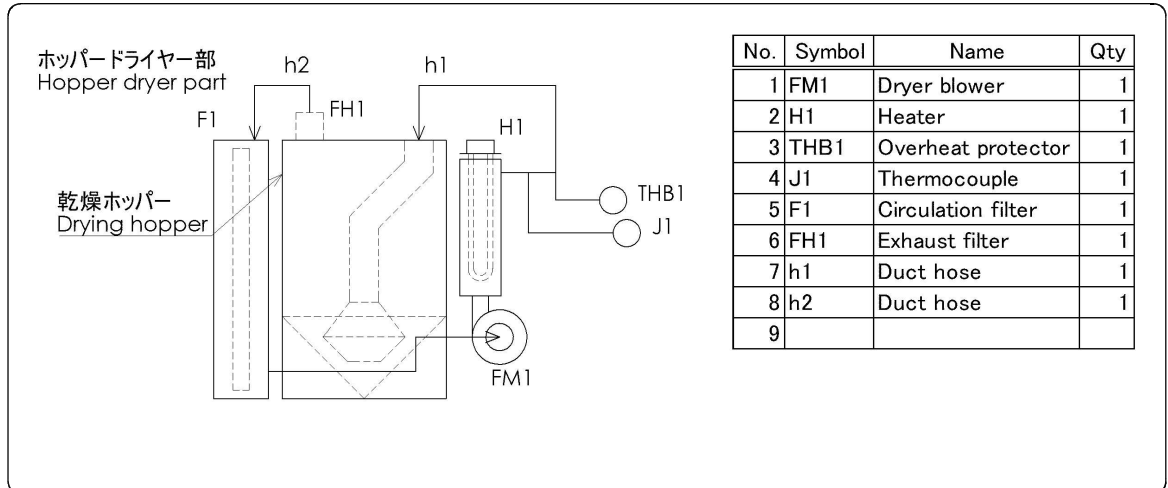 ホッパードライヤー部
Hopper dryer part
h2
h1
F1
FH1
H1
乾燥ホッパー
Drying hopper
THB1
J1
FM1
No. Symbol Name Qty
1 FM1 Dryer blower 1
2 H1 Heater 1
3 THB1 Overheat protector 1
4 J1 Thermocouple 1
5 F1 Circulation filter 1
6 FH1 Exhaust filter 1
7 h1 Duct hose 1
8 h2 Duct hose 1
9